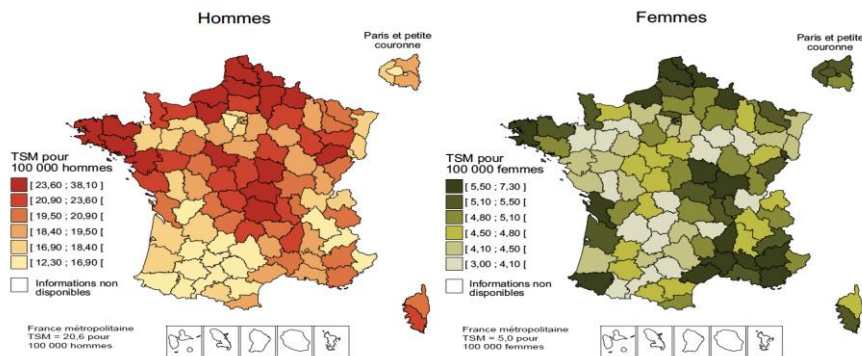 Hommes
Paris et petite
couronne
TSM pour
100 000 hommes
[ 23,60 ; 38,10 [
[ 20,90 ; 23,60 [
[ 19,50 ; 20,90 [
[ 18,40 ; 19,50 [
[ 16,90 ; 18,40 [
[ 12,30 ; 16,90 [
Informations non
disponibles
France métropolitaine
TSM = 20,6 pour
100 000 hommes
Femmes
Paris et petite
couronne
TSM pour
100 000 femmes
[ 5,50 ; 7,30 [
[ 5,10 ; 5,50 [
[ 4,80 ; 5,10 [
[ 4,50 ; 4,80 [
[ 4,10 ; 4,50 [
[ 3,00 ; 4,10 [
Informations non
disponibles
France métropolitaine
TSM = 5,0 pour
100 000 femmes